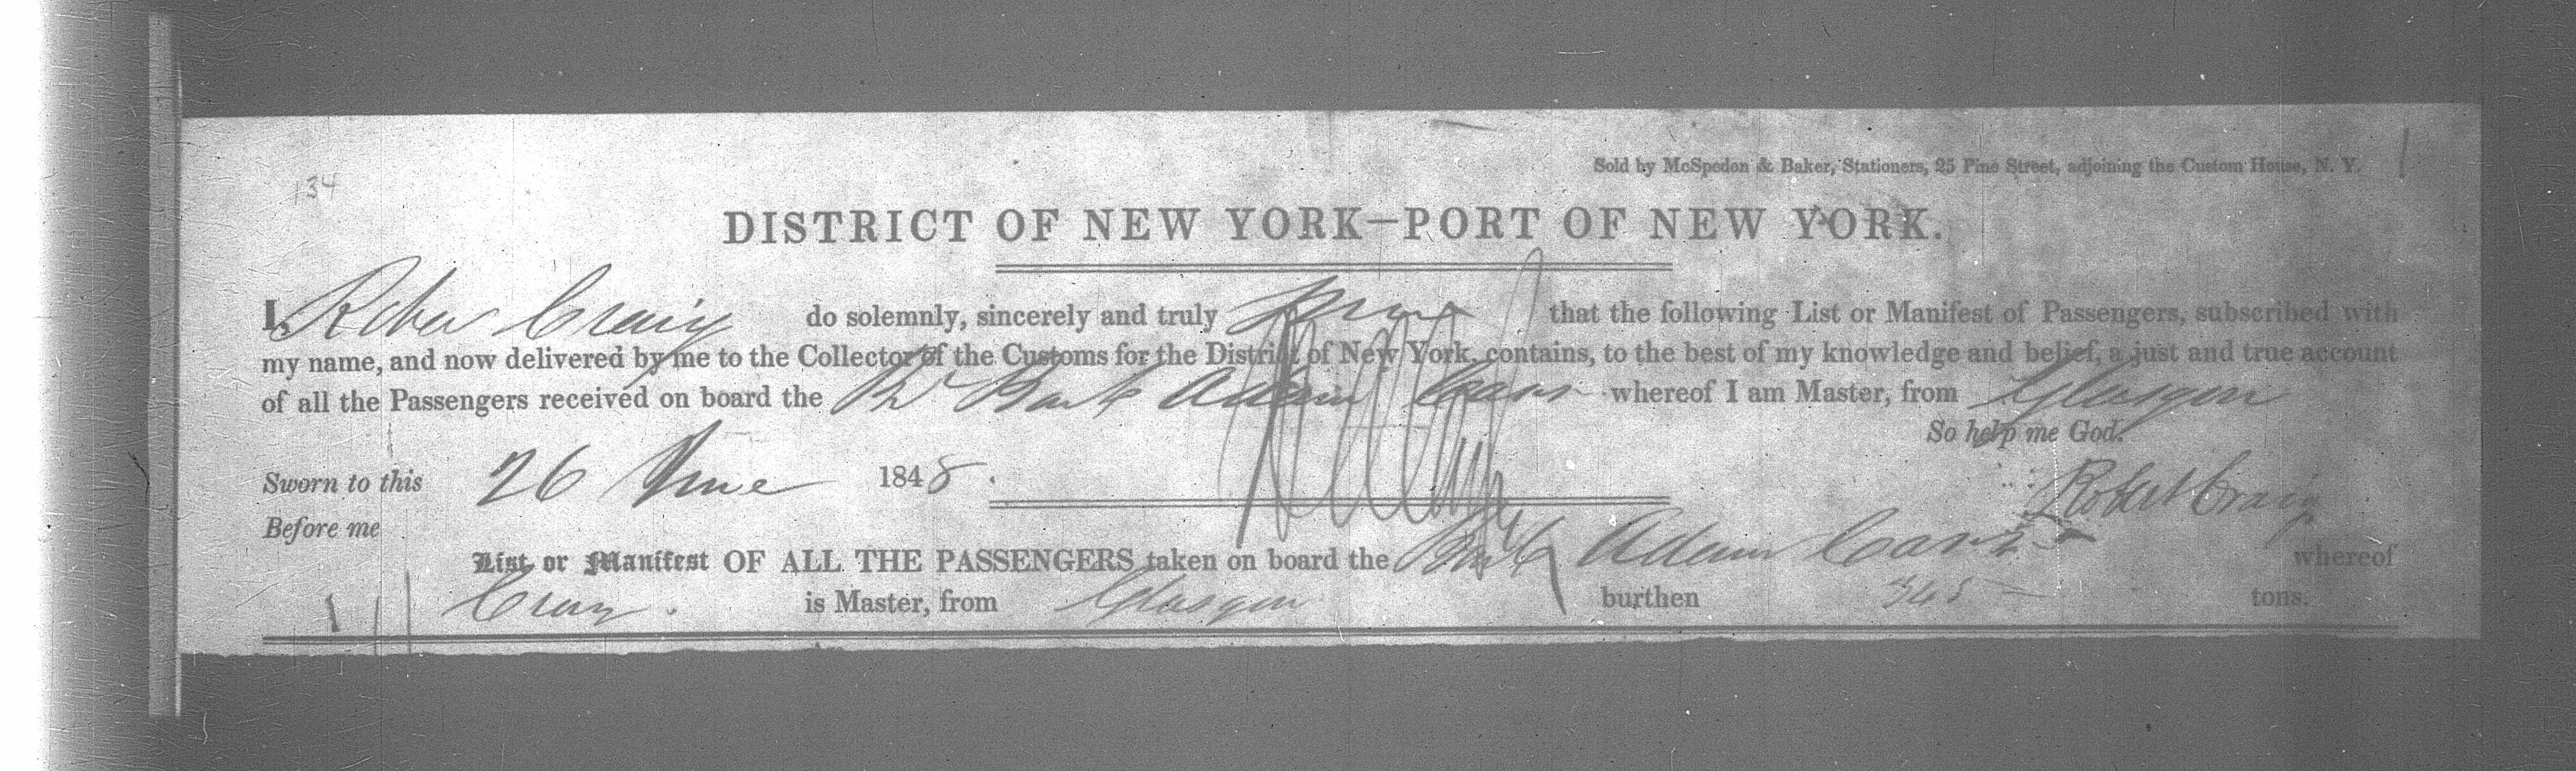 Sold by McSpedon & Baker, Stationers, 25 Pine Street, adjoining the Custom House, N. Y.
134
DISTRICT OF NEW YORK—PORT OF NEW YORK.
I, Robert Craig do solemnly, sincerely and truly swear that the following List or Manifest of Passengers, subscribed with
my name, and now delivered by me to the Collector of the Customs for the District of New York, contains, to the best of my knowledge and belief, a just and true account
of all the Passengers received on board the Br Bark Adam Carr whereof I am Master, from Glasgow
So help me God.
Sworn to this 26 June 1848.
Robert Craig
Before me
List or Manifest OF ALL THE PASSENGERS taken on board the Bark Adam Carr whereof
Craig is Master, from Glasgow burthen 365 tons.